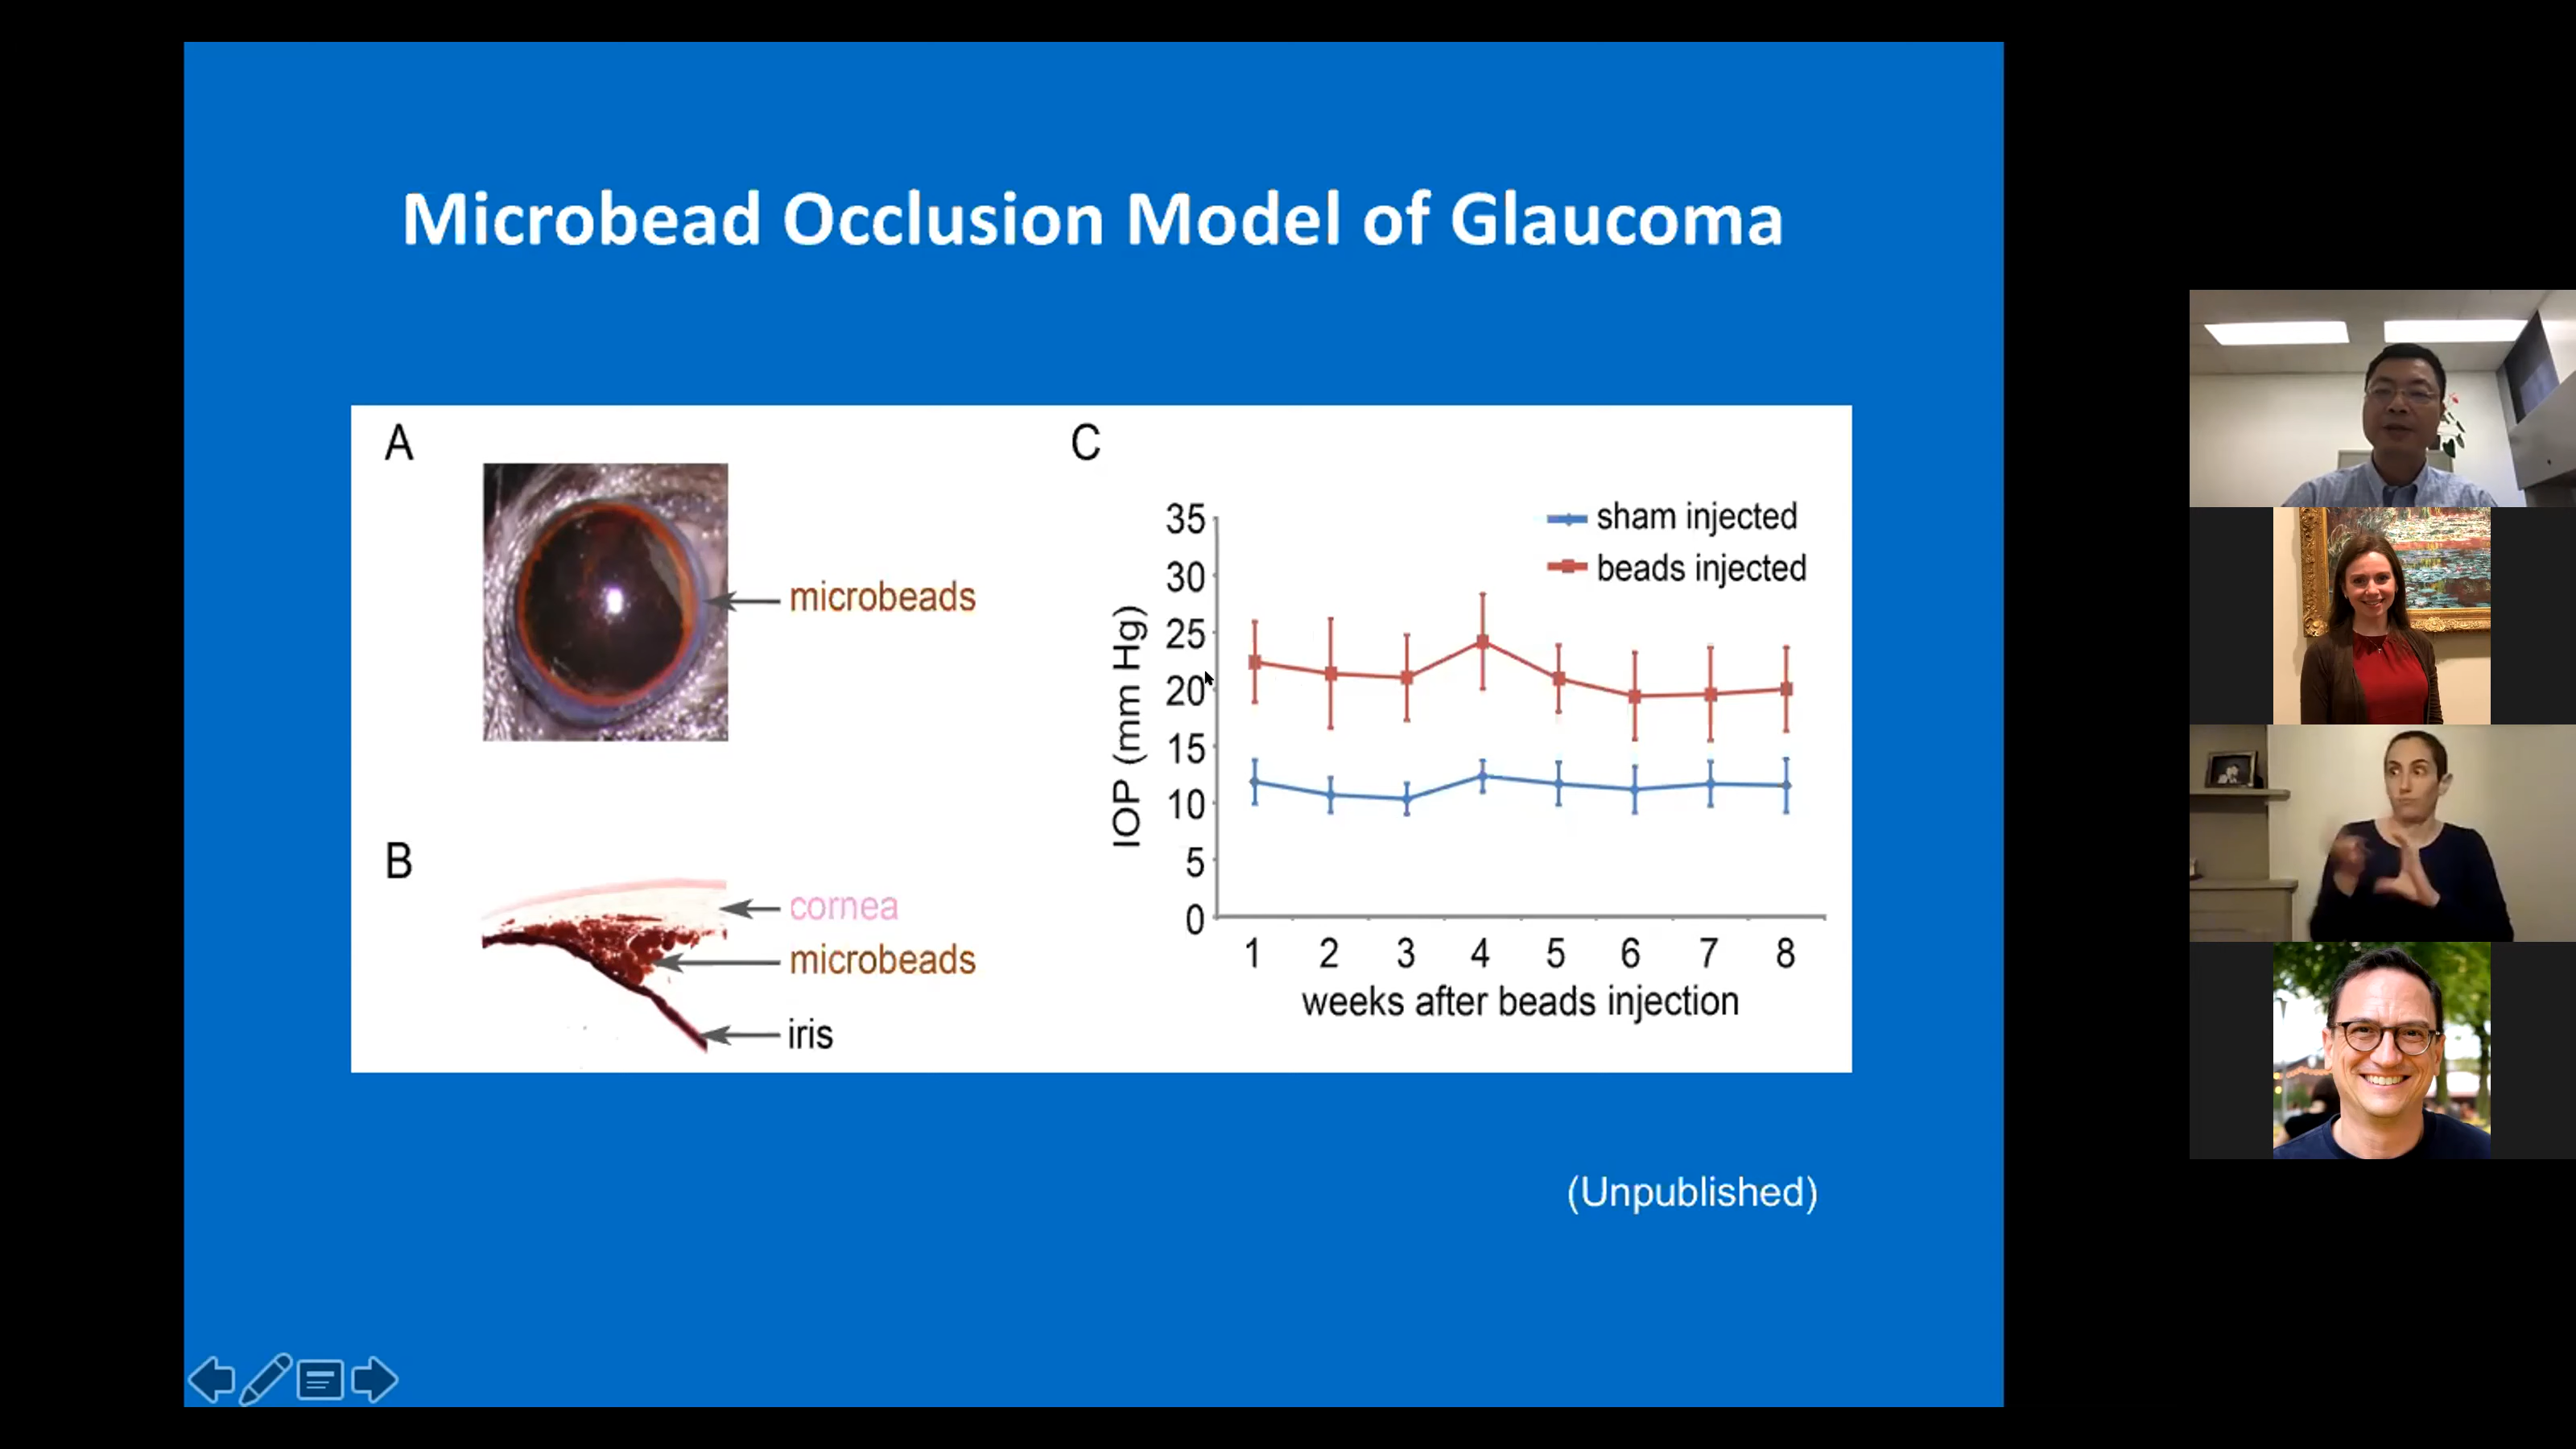 Microbead Occlusion Model of Glaucoma
A
microbeads
B
cornea
microbeads
iris
C
sham injected
beads injected
IOP (mm Hg)
35
30
25
20
15
10
5
0
1 2 3 4 5 6 7 8
weeks after beads injection
(Unpublished)